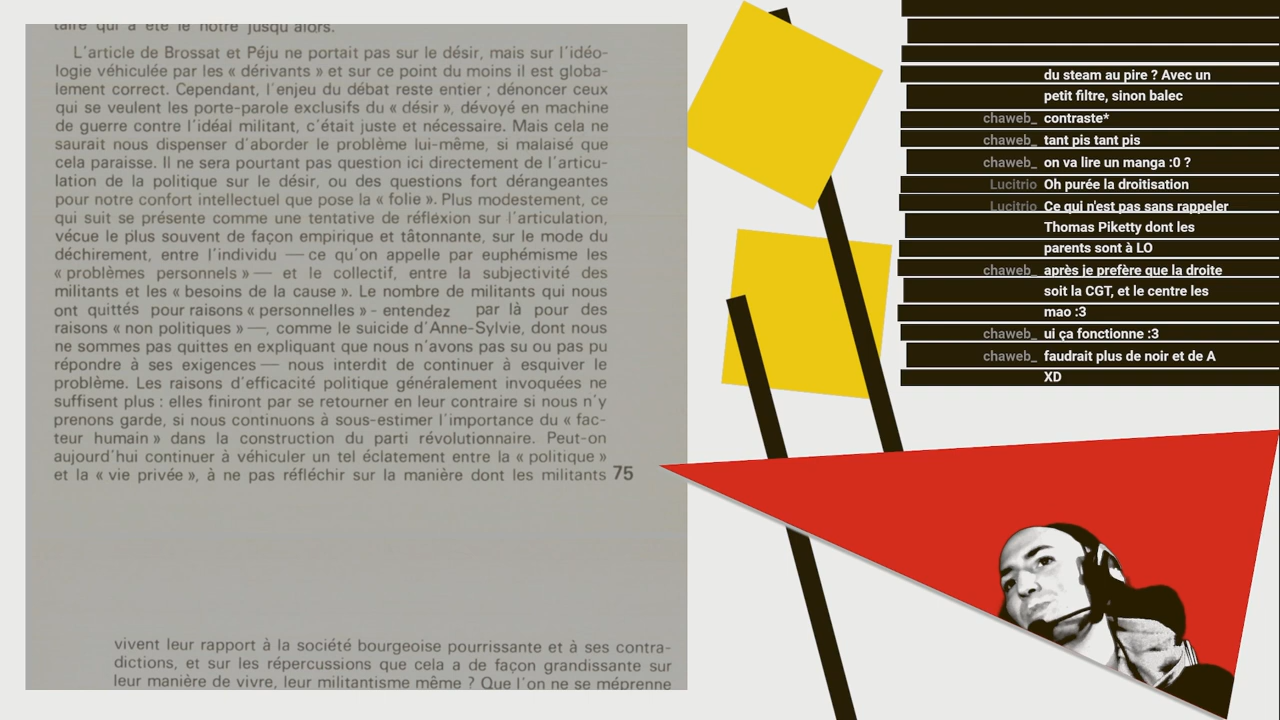 taire qui a été le nôtre jusqu'alors.
L'article de Brossat et Péju ne portait pas sur le désir, mais sur l'idéo-
logie véhiculée par les « dérivants » et sur ce point du moins il est globa-
lement correct. Cependant, l'enjeu du débat reste entier ; dénoncer ceux
qui se veulent les porte-parole exclusifs du « désir », dévoyé en machine
de guerre contre l'idéal militant, c'était juste et nécessaire. Mais cela ne
saurait nous dispenser d'aborder le problème lui-même, si malaisé que
cela paraisse. Il ne sera pourtant pas question ici directement de l'articu-
lation de la politique sur le désir, ou des questions fort dérangeantes
pour notre confort intellectuel que pose la « folie ». Plus modestement, ce
qui suit se présente comme une tentative de réfléxion sur l'articulation,
vécue le plus souvent de façon empirique et tâtonnante, sur le mode du
déchirement, entre l'individu — ce qu'on appelle par euphémisme les
« problèmes personnels » — et le collectif, entre la subjectivité des
militants et les « besoins de la cause ». Le nombre de militants qui nous
ont quittés pour raisons « personnelles » - entendez par là pour des
raisons « non politiques » —, comme le suicide d'Anne-Sylvie, dont nous
ne sommes pas quittes en expliquant que nous n'avons pas su ou pas pu
répondre à ses exigences — nous interdit de continuer à esquiver le
problème. Les raisons d'efficacité politique généralement invoquées ne
suffisent plus : elles finiront par se retourner en leur contraire si nous n'y
prenons garde, si nous continuons à sous-estimer l'importance du « fac-
teur humain » dans la construction du parti révolutionnaire. Peut-on
aujourd'hui continuer à véhiculer un tel éclatement entre la « politique »
et la « vie privée », à ne pas réfléchir sur la manière dont les militants 75
vivent leur rapport à la société bourgeoise pourrissante et à ses contra-
dictions, et sur les répercussions que cela a de façon grandissante sur
leur manière de vivre, leur militantisme même ? Que l'on ne se méprenne
du steam au pire ? Avec un
petit filtre, sinon balec
chaweb_ contraste*
chaweb_ tant pis tant pis
chaweb_ on va lire un manga :0 ?
Lucitrio Oh purée la droitisation
Lucitrio Ce qui n'est pas sans rappeler
Thomas Piketty dont les
parents sont à LO
chaweb_ après je prefère que la droite
soit la CGT, et le centre les
mao :3
chaweb_ ui ça fonctionne :3
chaweb_ faudrait plus de noir et de A
XD